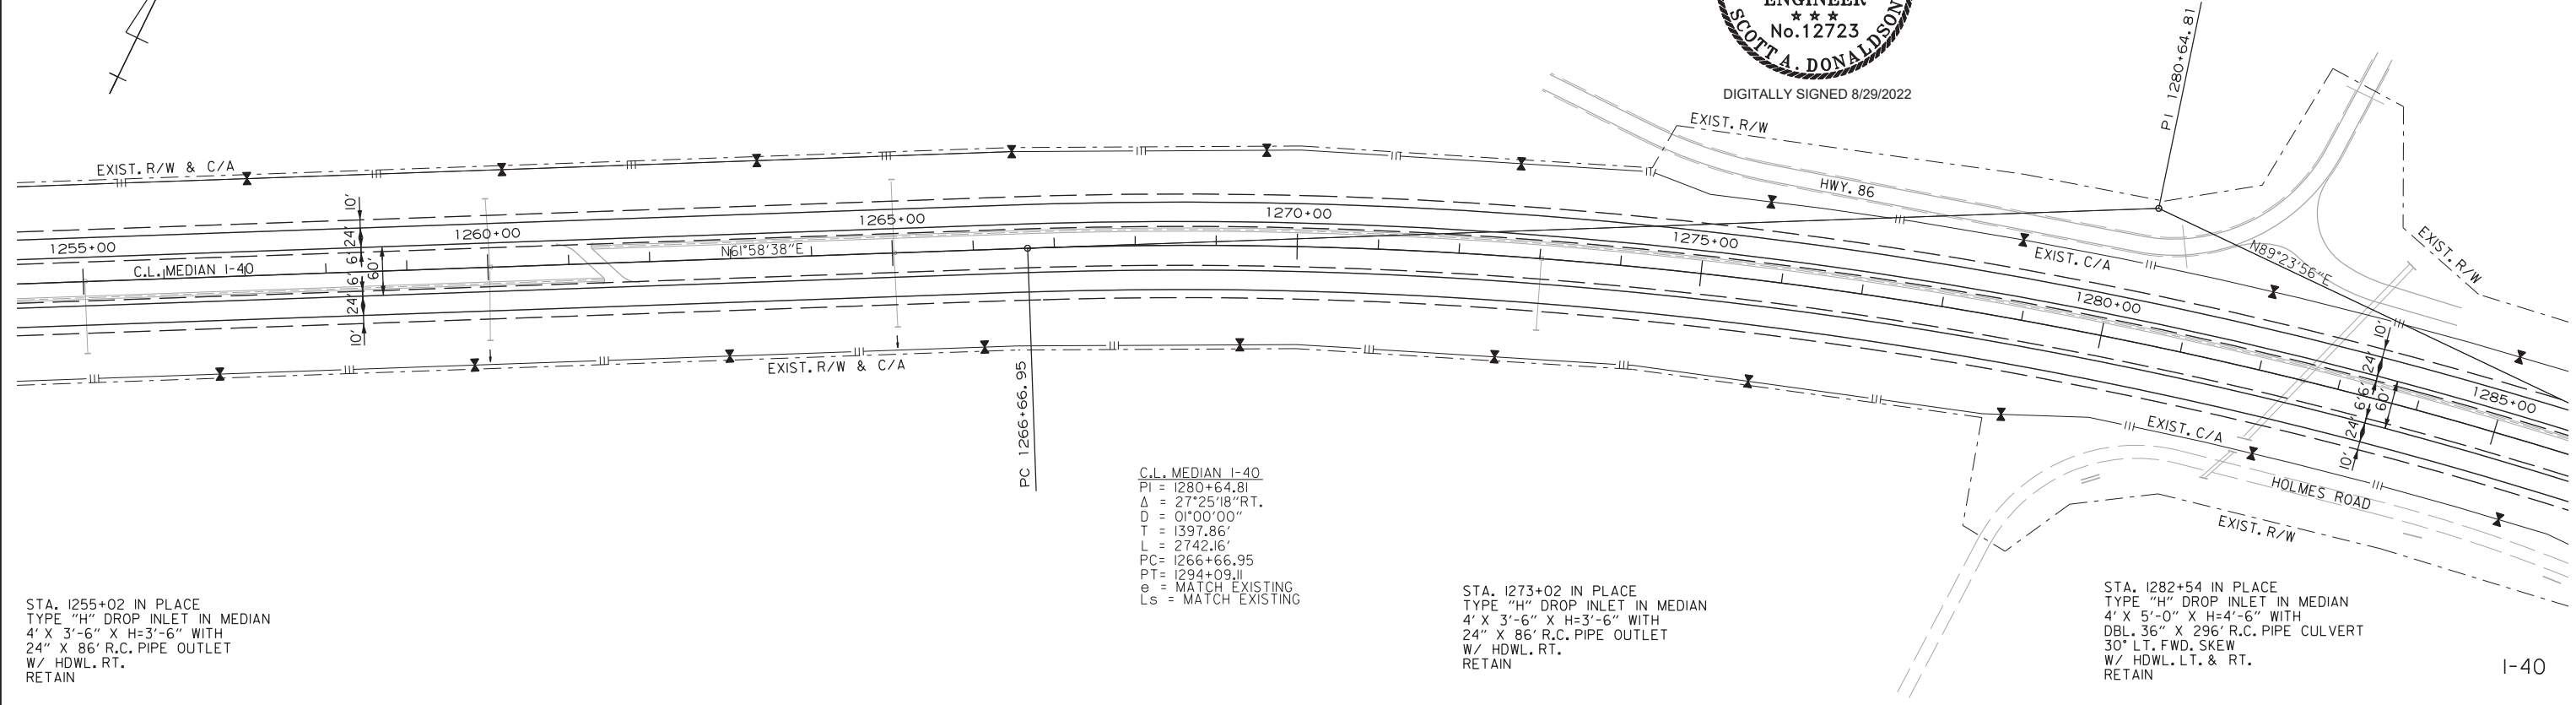 ENGINEER
★ ★ ★
No.12723
SCOTT A. DONALDSON
DIGITALLY SIGNED 8/29/2022
PI 1280+64.81
EXIST. R/W
EXIST. R/W & C/A
HWY. 86
10'
24'
6'
6'
60'
24'
10'
1255+00
1260+00
1265+00
1270+00
1275+00
1280+00
1285+00
C.L. MEDIAN I-40
N61°58'38"E
N89°23'56"E
EXIST. R/W
EXIST. C/A
EXIST. R/W & C/A
PC 1266+66.95
10'
24'
6'
6'
60'
24'
10'
EXIST. C/A
HOLMES ROAD
EXIST. R/W
C.L. MEDIAN I-40
PI = 1280+64.81
Δ = 27°25'18"RT.
D = 01°00'00"
T = 1397.86'
L = 2742.16'
PC= 1266+66.95
PT= 1294+09.11
e = MATCH EXISTING
Ls = MATCH EXISTING
STA. 1255+02 IN PLACE
TYPE "H" DROP INLET IN MEDIAN
4' X 3'-6" X H=3'-6" WITH
24" X 86' R.C. PIPE OUTLET
W/ HDWL. RT.
RETAIN
STA. 1273+02 IN PLACE
TYPE "H" DROP INLET IN MEDIAN
4' X 3'-6" X H=3'-6" WITH
24" X 86' R.C. PIPE OUTLET
W/ HDWL. RT.
RETAIN
STA. 1282+54 IN PLACE
TYPE "H" DROP INLET IN MEDIAN
4' X 5'-0" X H=4'-6" WITH
DBL. 36" X 296' R.C. PIPE CULVERT
30° LT. FWD. SKEW
W/ HDWL. LT. & RT.
RETAIN
I-40